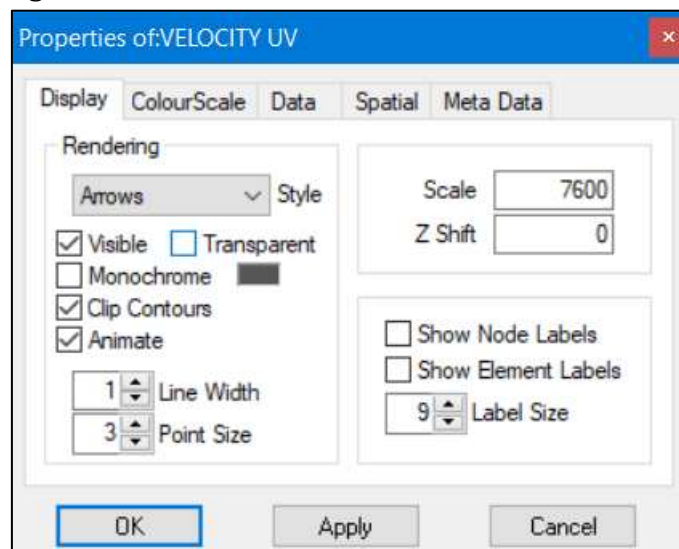 Properties of:VELOCITY UV
Display ColourScale Data Spatial Meta Data
Rendering
Arrows Style
Visible Transparent
Monochrome
Clip Contours
Animate
1 Line Width
3 Point Size
Scale 7600
Z Shift 0
Show Node Labels
Show Element Labels
9 Label Size
OK Apply Cancel